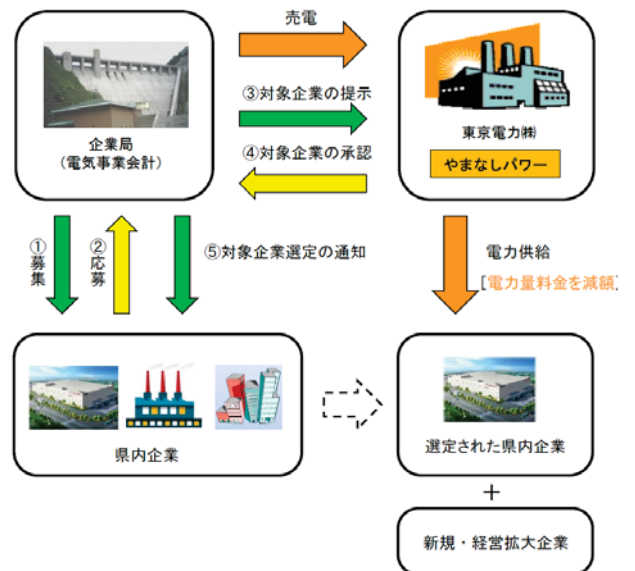 売電
③対象企業の提示
④対象企業の承認
企業局
(電気事業会計)
東京電力㈱
やまなしパワー
①募集
②応募
⑤対象企業選定の通知
電力供給
[電力量料金を減額]
県内企業
選定された県内企業
+
新規・経営拡大企業